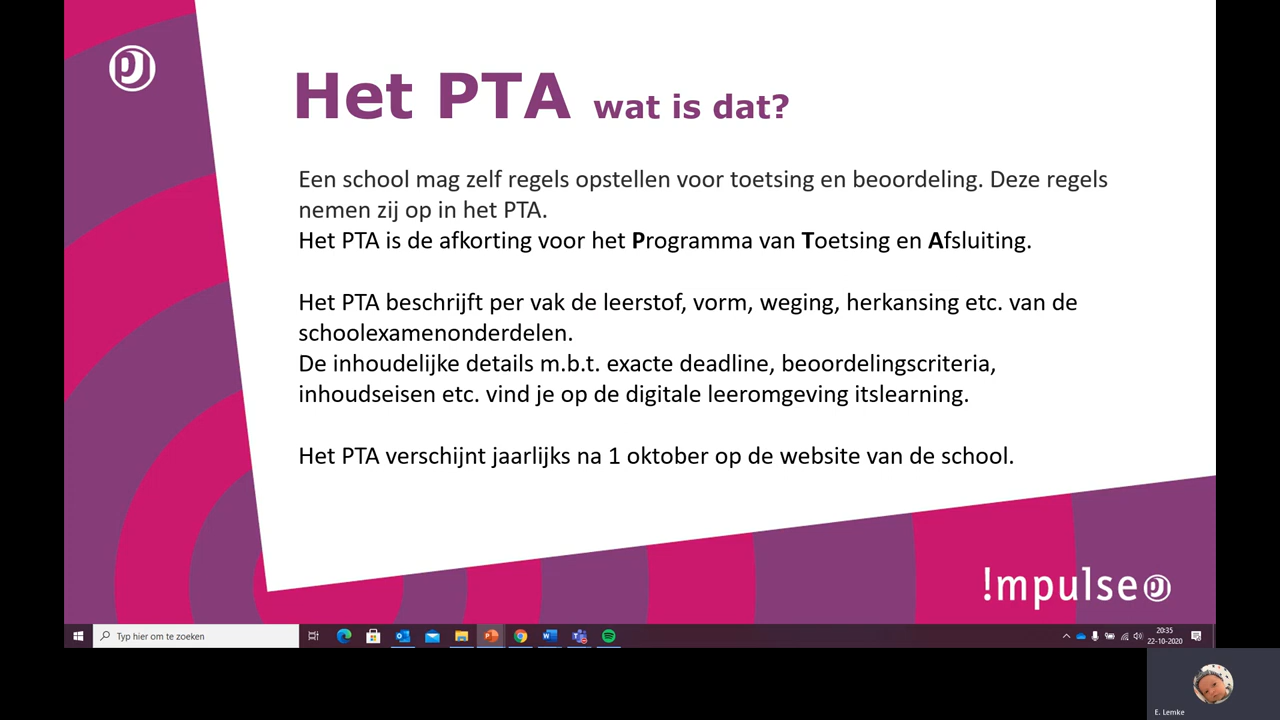 Het PTA wat is dat?
Een school mag zelf regels opstellen voor toetsing en beoordeling. Deze regels
nemen zij op in het PTA.
Het PTA is de afkorting voor het Programma van Toetsing en Afsluiting.
Het PTA beschrijft per vak de leerstof, vorm, weging, herkansing etc. van de
schoolexamenonderdelen.
De inhoudelijke details m.b.t. exacte deadline, beoordelingscriteria,
inhoudseisen etc. vind je op de digitale leeromgeving itslearning.
Het PTA verschijnt jaarlijks na 1 oktober op de website van de school.
!mpulse
Typ hier om te zoeken
20:35
22-10-2020
E. Lemke